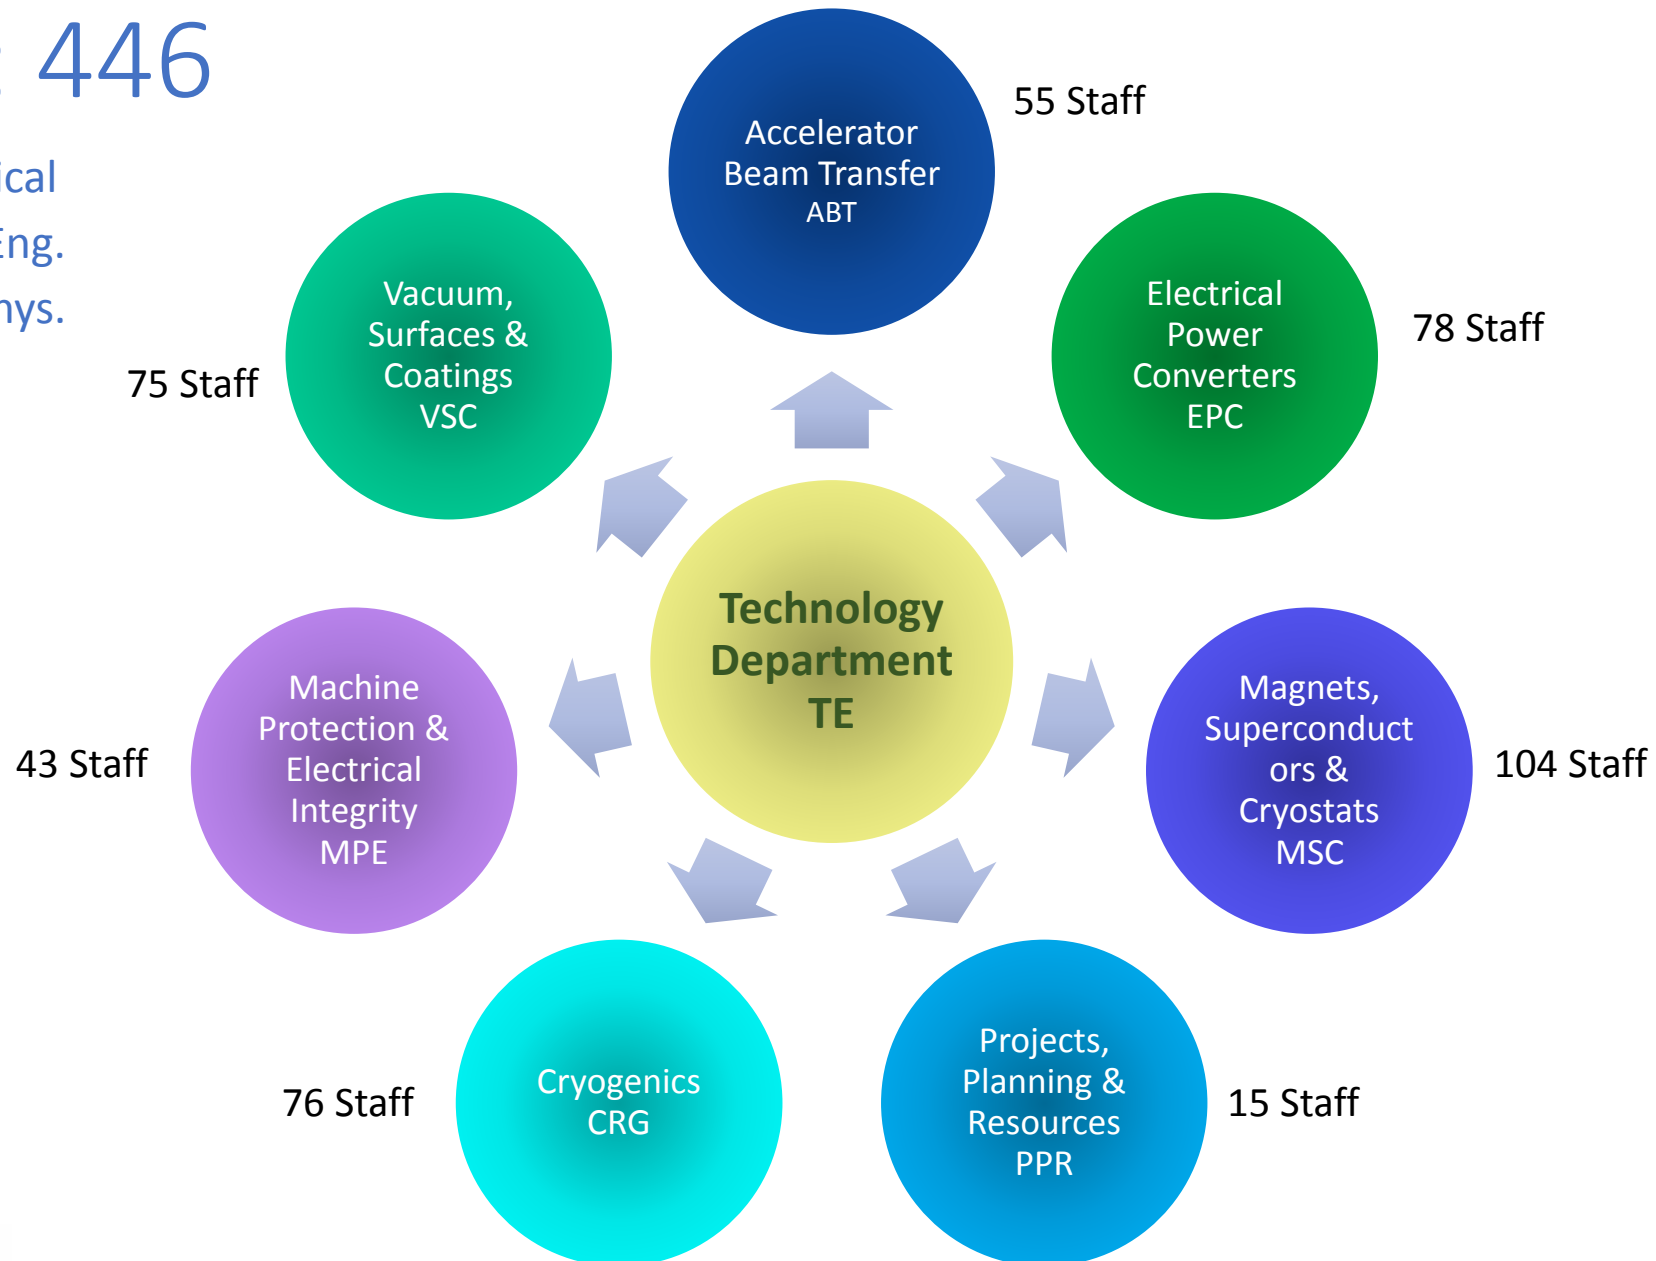 : 446
ical
Eng.
hys.
Accelerator
Beam Transfer
ABT
55 Staff
Electrical
Power
Converters
EPC
78 Staff
Magnets,
Superconduct
ors &
Cryostats
MSC
104 Staff
Projects,
Planning &
Resources
PPR
15 Staff
Cryogenics
CRG
76 Staff
Machine
Protection &
Electrical
Integrity
MPE
43 Staff
Vacuum,
Surfaces &
Coatings
VSC
75 Staff
Technology
Department
TE